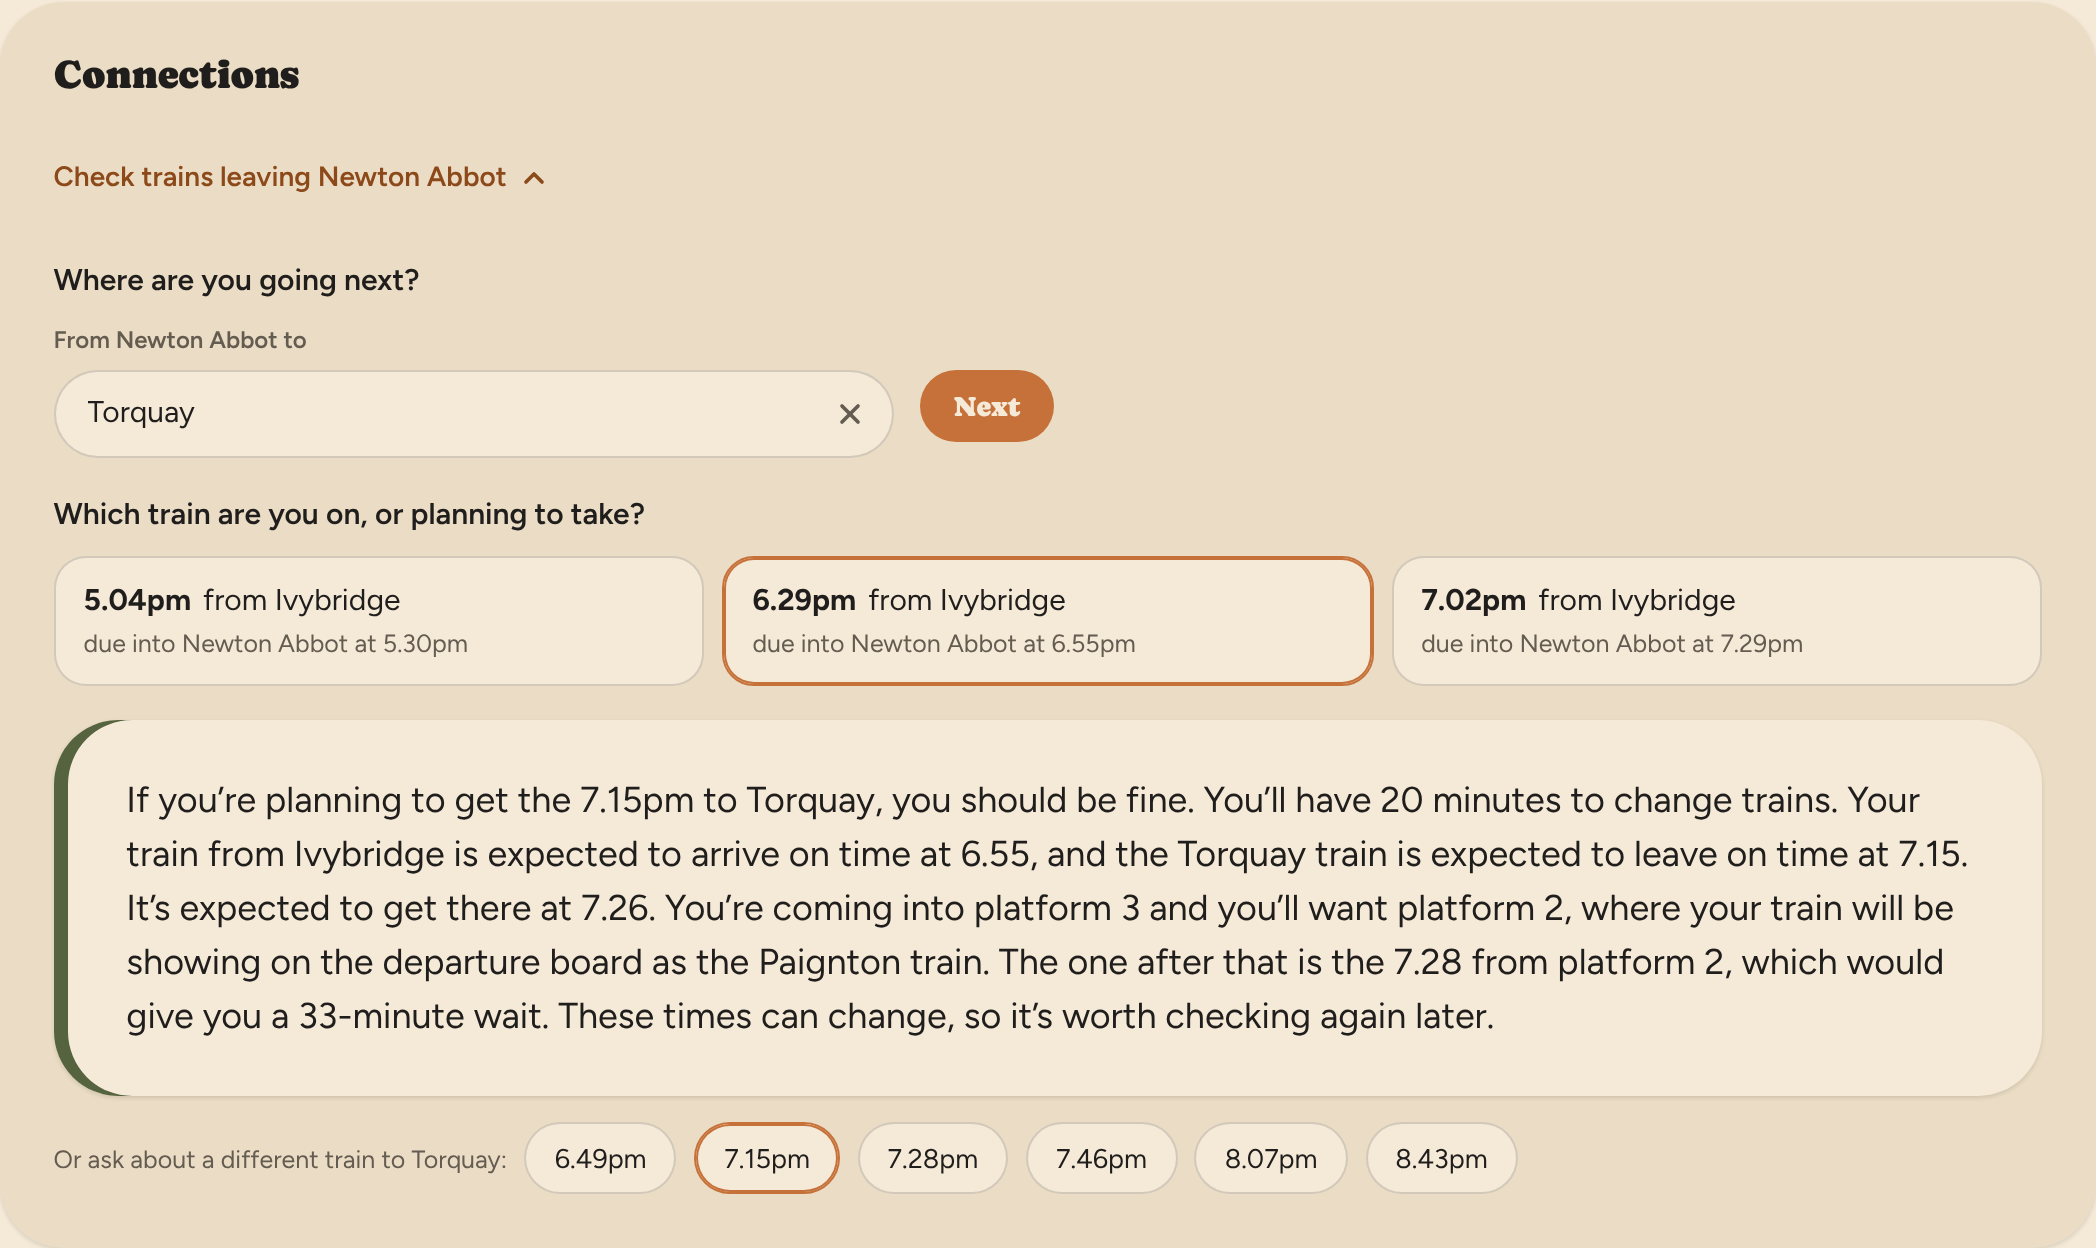 Connections
Check trains leaving Newton Abbot
Where are you going next?
From Newton Abbot to
Torquay
Next
Which train are you on, or planning to take?
5.04pm from Ivybridge
due into Newton Abbot at 5.30pm
6.29pm from Ivybridge
due into Newton Abbot at 6.55pm
7.02pm from Ivybridge
due into Newton Abbot at 7.29pm
If you’re planning to get the 7.15pm to Torquay, you should be fine. You’ll have 20 minutes to change trains. Your
train from Ivybridge is expected to arrive on time at 6.55, and the Torquay train is expected to leave on time at 7.15.
It’s expected to get there at 7.26. You’re coming into platform 3 and you’ll want platform 2, where your train will be
showing on the departure board as the Paignton train. The one after that is the 7.28 from platform 2, which would
give you a 33-minute wait. These times can change, so it’s worth checking again later.
Or ask about a different train to Torquay: 6.49pm 7.15pm 7.28pm 7.46pm 8.07pm 8.43pm